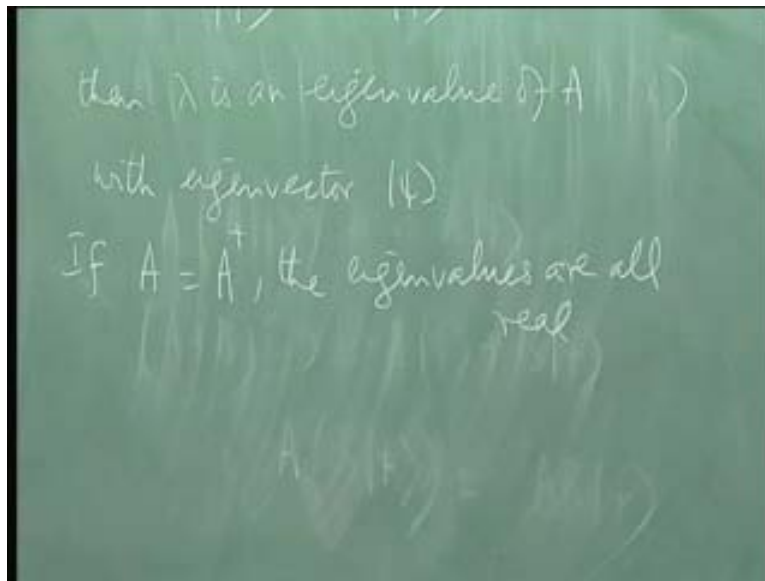 then λ is an eigenvalue of A
with eigenvector |ψ⟩
If A = A†, the eigenvalues are all
real